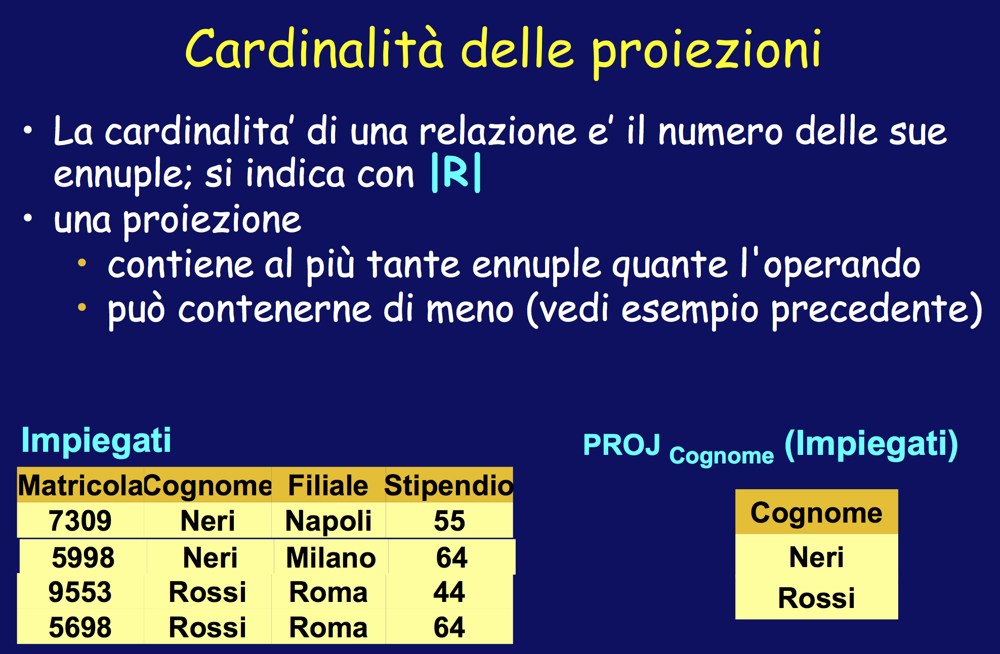 Cardinalità delle proiezioni
• La cardinalita’ di una relazione e’ il numero delle sue
ennuple; si indica con |R|
• una proiezione
• contiene al più tante ennuple quante l'operando
• può contenerne di meno (vedi esempio precedente)
Impiegati
Matricola Cognome Filiale Stipendio
7309 Neri Napoli 55
5998 Neri Milano 64
9553 Rossi Roma 44
5698 Rossi Roma 64
PROJ Cognome (Impiegati)
Cognome
Neri
Rossi